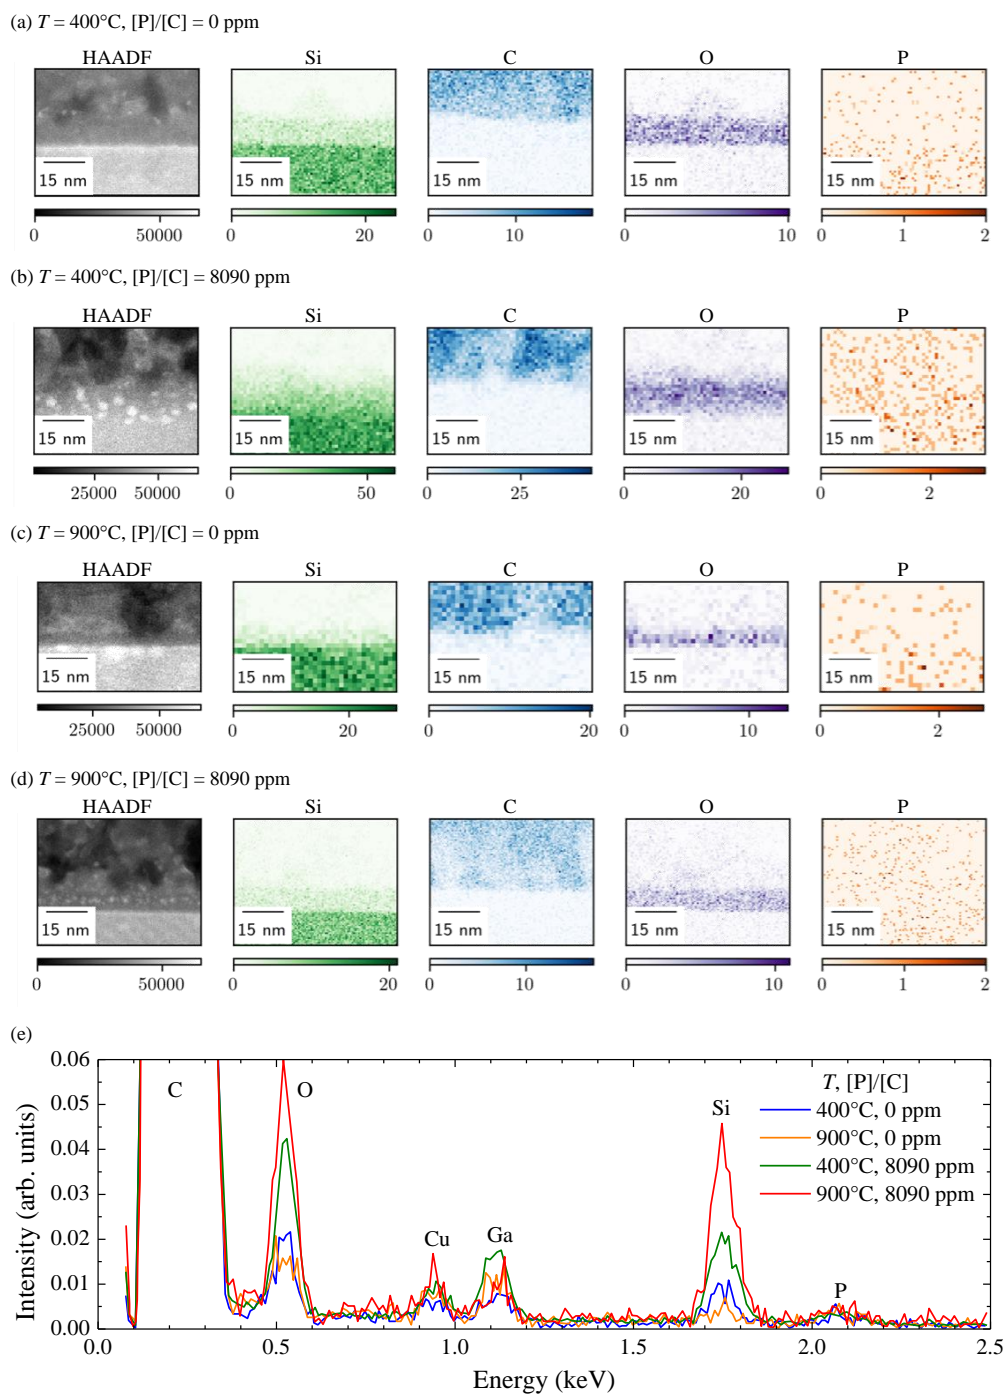 (a) T = 400°C, [P]/[C] = 0 ppm
HAADF Si C O P
15 nm 15 nm 15 nm 15 nm 15 nm
0 50000 0 20 0 10 0 10 0 1 2
(b) T = 400°C, [P]/[C] = 8090 ppm
HAADF Si C O P
15 nm 15 nm 15 nm 15 nm 15 nm
25000 50000 0 50 0 25 0 20 0 2
(c) T = 900°C, [P]/[C] = 0 ppm
HAADF Si C O P
15 nm 15 nm 15 nm 15 nm 15 nm
25000 50000 0 20 0 20 0 10 0 2
(d) T = 900°C, [P]/[C] = 8090 ppm
HAADF Si C O P
15 nm 15 nm 15 nm 15 nm 15 nm
0 50000 0 20 0 10 0 10 0 1 2
(e)
0.06
0.05
0.04
0.03
0.02
0.01
0.00
Intensity (arb. units)
C O Cu Ga Si P
T, [P]/[C]
400°C, 0 ppm
900°C, 0 ppm
400°C, 8090 ppm
900°C, 8090 ppm
0.0 0.5 1.0 1.5 2.0 2.5
Energy (keV)